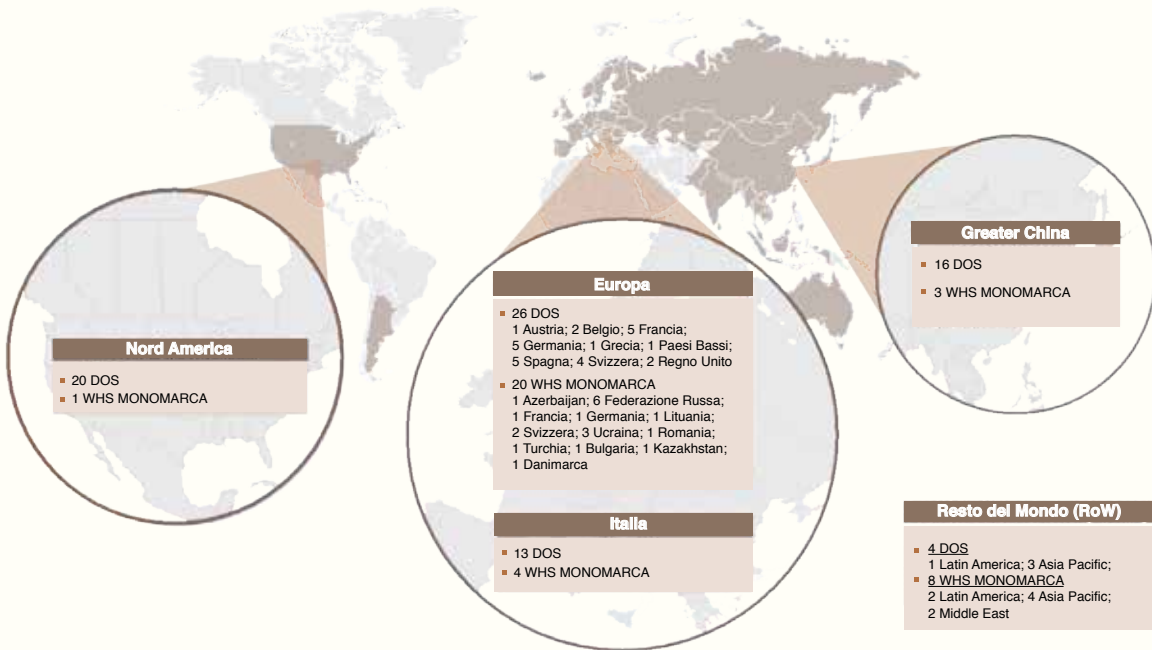 Nord America
20 DOS
1 WHS MONOMARCA
Europa
26 DOS
1 Austria; 2 Belgio; 5 Francia;
5 Germania; 1 Grecia; 1 Paesi Bassi;
5 Spagna; 4 Svizzera; 2 Regno Unito
20 WHS MONOMARCA
1 Azerbaijan; 6 Federazione Russa;
1 Francia; 1 Germania; 1 Lituania;
2 Svizzera; 3 Ucraina; 1 Romania;
1 Turchia; 1 Bulgaria; 1 Kazakhstan;
1 Danimarca
Italia
13 DOS
4 WHS MONOMARCA
Greater China
16 DOS
3 WHS MONOMARCA
Resto del Mondo (RoW)
4 DOS
1 Latin America; 3 Asia Pacific;
8 WHS MONOMARCA
2 Latin America; 4 Asia Pacific;
2 Middle East